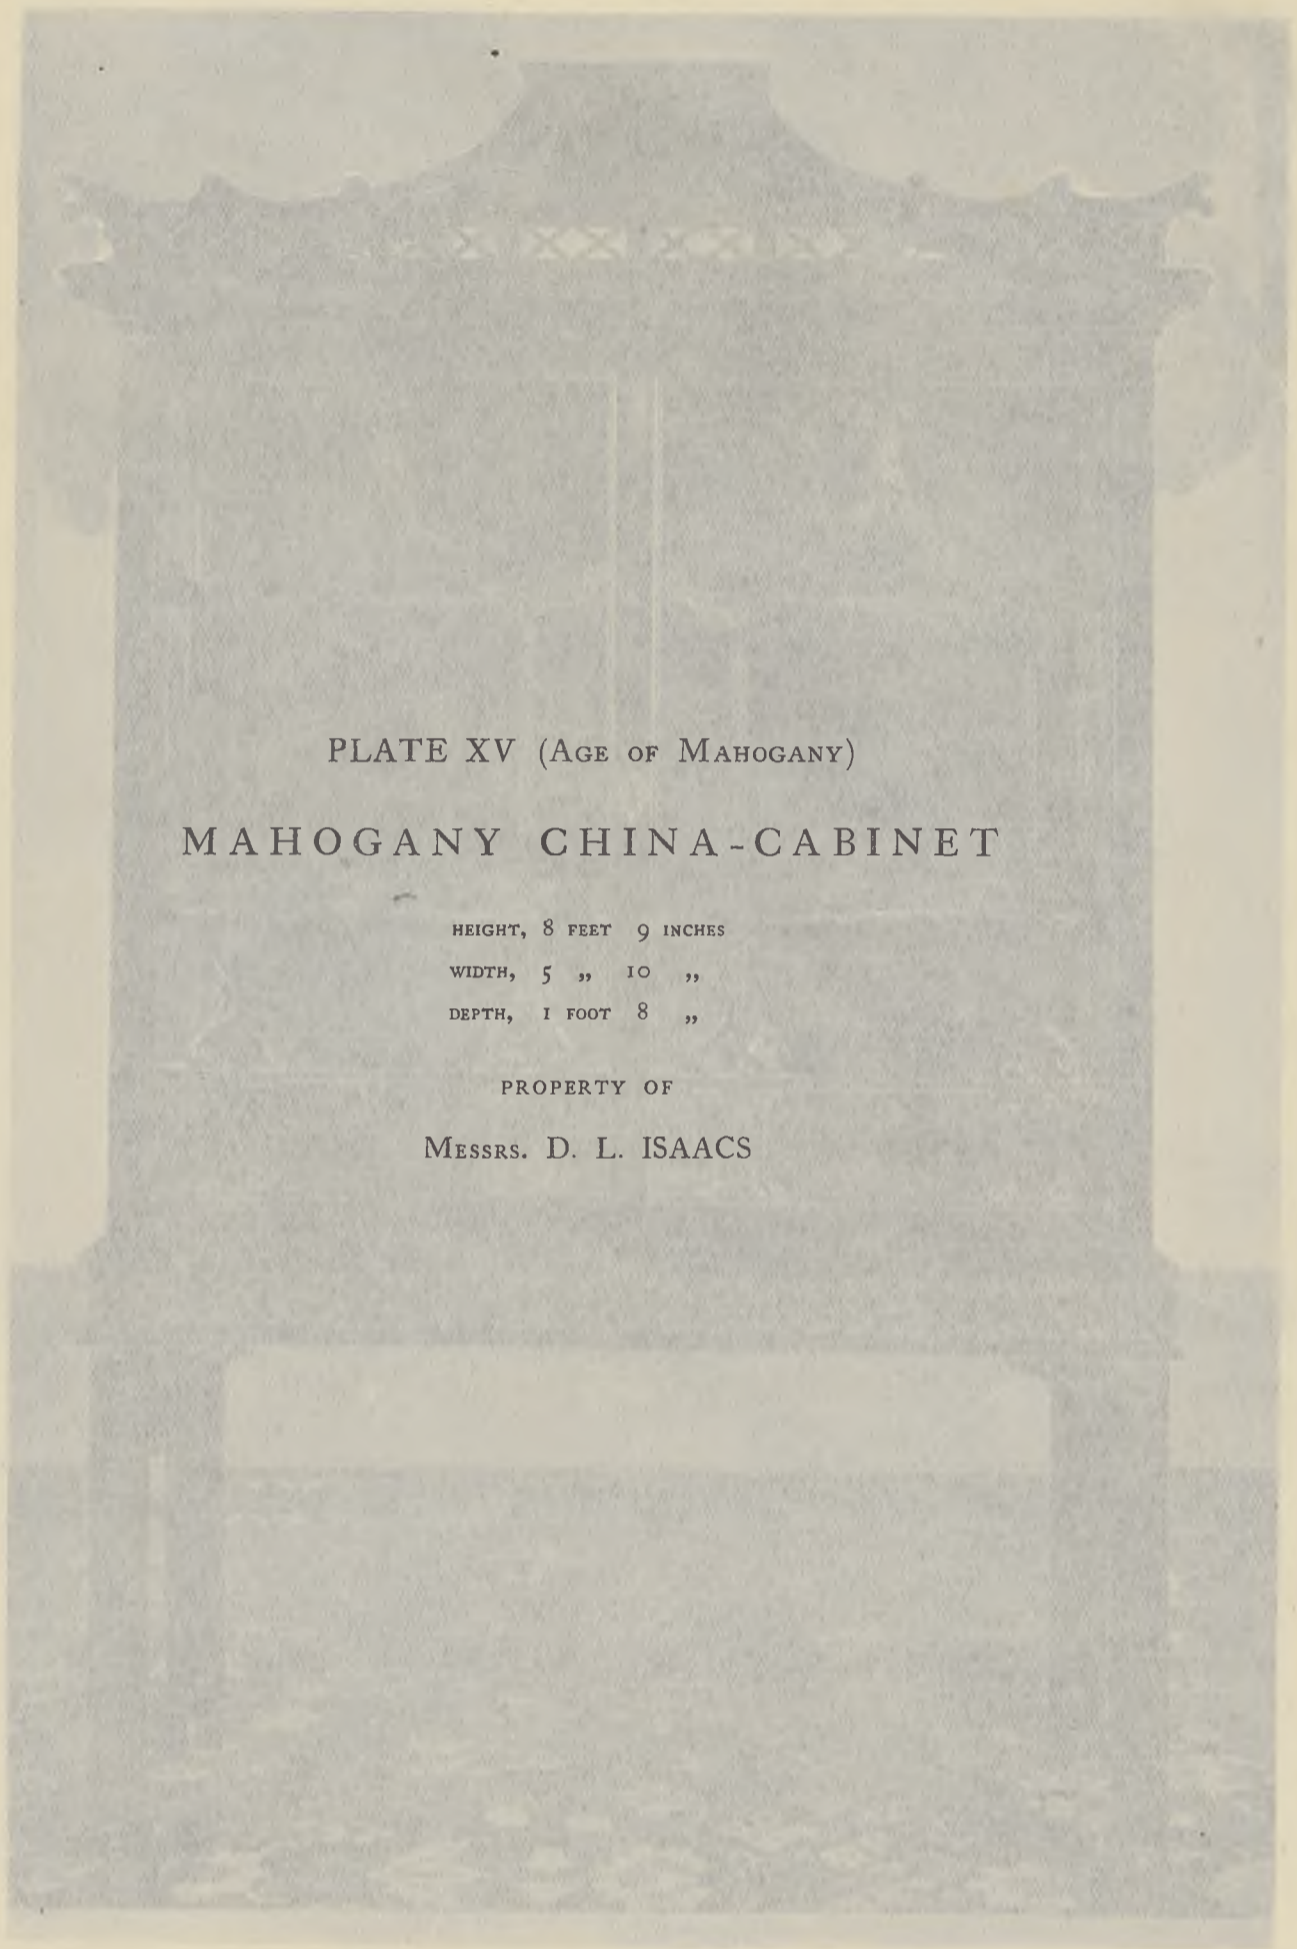 PLATE XV (Age of Mahogany)
MAHOGANY CHINA-CABINET
HEIGHT, 8 FEET 9 INCHES
WIDTH, 5 „ 10 „
DEPTH, 1 FOOT 8 „
PROPERTY OF
Messrs. D. L. ISAACS